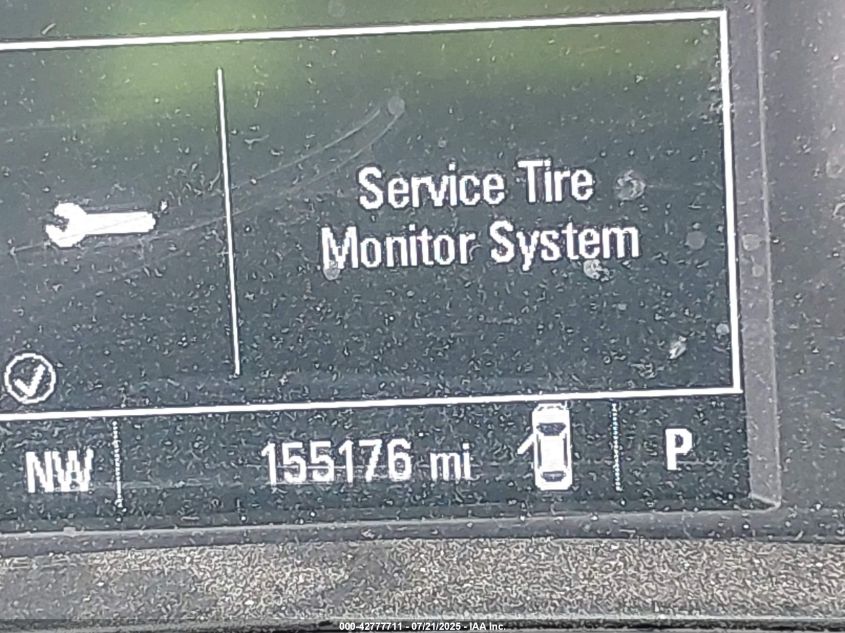 Service Tire
Monitor System
NW
155176 mi
P
000-42777711 - 07/21/2025 - IAA Inc.